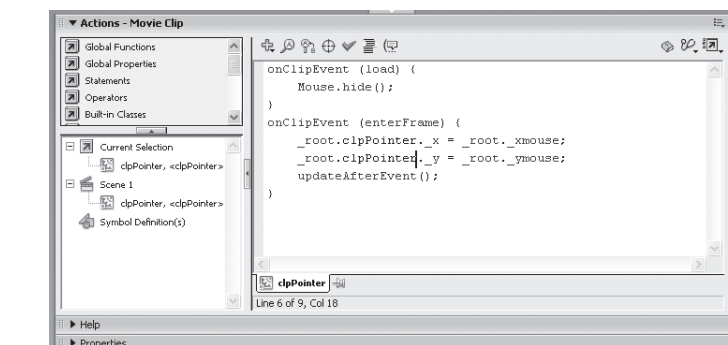 Actions - Movie Clip
Global Functions
Global Properties
Statements
Operators
Built-in Classes
Current Selection
clpPointer, <clpPointer>
Scene 1
clpPointer, <clpPointer>
Symbol Definition(s)
onClipEvent (load) {
Mouse.hide();
}
onClipEvent (enterFrame) {
_root.clpPointer._x = _root._xmouse;
_root.clpPointer._y = _root._ymouse;
updateAfterEvent();
}
clpPointer
Line 6 of 9, Col 18
Help
Properties